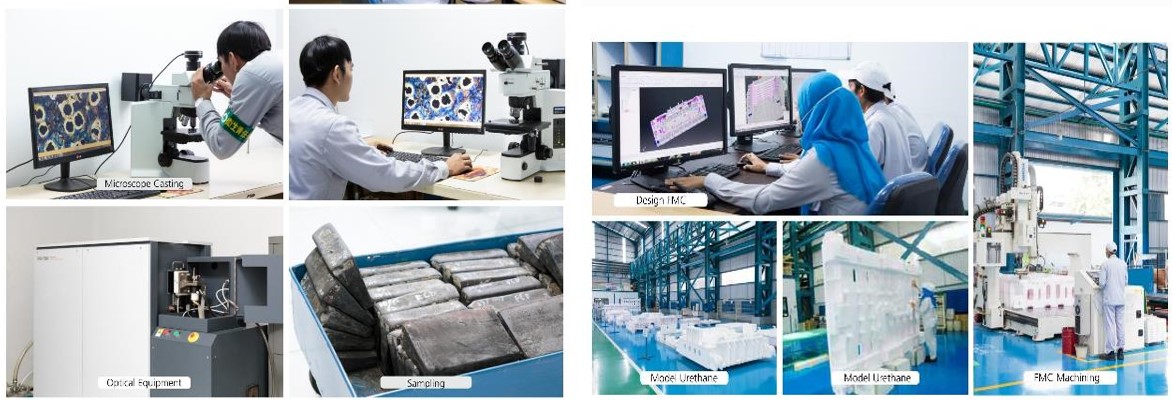 Microscope Casting
Optical Equipment
Sampling
Design FMC
Model Urethane
Model Urethane
FMC Machining